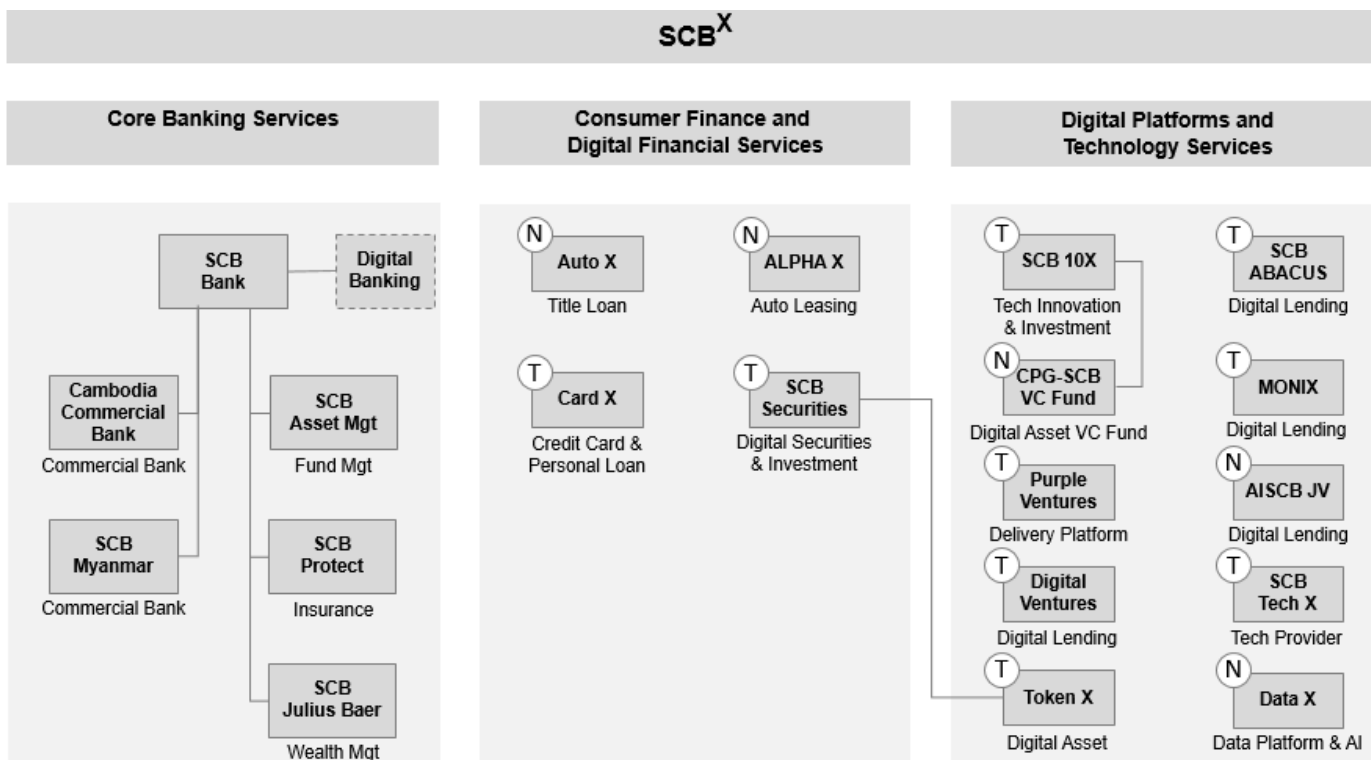 SCBX
Core Banking Services
SCB
Bank
Digital
Banking
Cambodia
Commercial
Bank
Commercial Bank
SCB
Asset Mgt
Fund Mgt
SCB
Myanmar
Commercial Bank
SCB
Protect
Insurance
SCB
Julius Baer
Wealth Mgt
Consumer Finance and
Digital Financial Services
N
Auto X
Title Loan
N
ALPHA X
Auto Leasing
T
Card X
Credit Card &
Personal Loan
T
SCB
Securities
Digital Securities
& Investment
Digital Platforms and
Technology Services
T
SCB 10X
Tech Innovation
& Investment
T
SCB
ABACUS
Digital Lending
N
CPG-SCB
VC Fund
Digital Asset VC Fund
T
MONIX
Digital Lending
T
Purple
Ventures
Delivery Platform
N
AISCB JV
Digital Lending
T
Digital
Ventures
Digital Lending
T
SCB
Tech X
Tech Provider
T
Token X
Digital Asset
N
Data X
Data Platform & AI